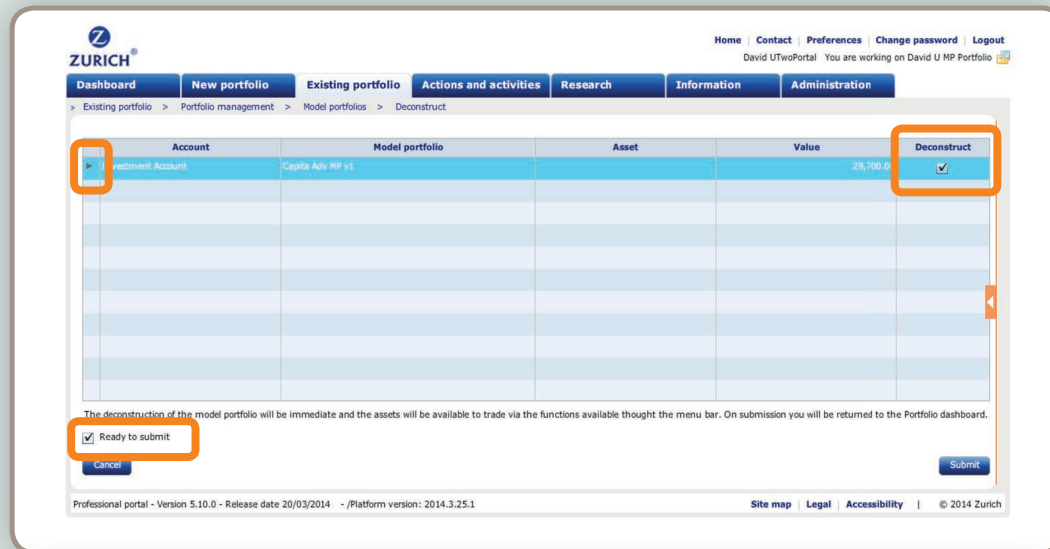 Home | Contact | Preferences | Change password | Logout
ZURICH®
David UTwoPortal You are working on David U MP Portfolio
Dashboard New portfolio Existing portfolio Actions and activities Research Information Administration
» Existing portfolio > Portfolio management > Model portfolios > Deconstruct
Account Model portfolio Asset Value Deconstruct
Account Capita Adv MP v1 29,700.0
The deconstruction of the model portfolio will be immediate and the assets will be available to trade via the functions available thought the menu bar. On submission you will be returned to the Portfolio dashboard.
Ready to submit
Cancel Submit
Professional portal - Version 5.10.0 - Release date 20/03/2014 - /Platform version: 2014.3.25.1 Site map | Legal | Accessibility | © 2014 Zurich